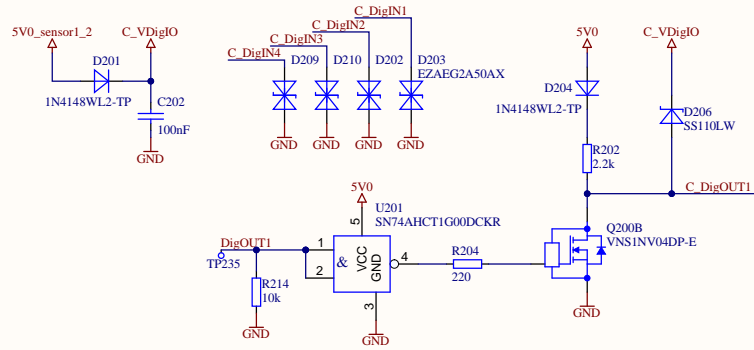 C_DigIN1
5V0_sensor1_2
C_VDigIO
C_DigIN2
5V0
C_VDigIO
C_DigIN3
C_DigIN4
D201
D209
D210
D202
D203
EZAEG2A50AX
D204
1N4148WL2-TP
C202
100nF
1N4148WL2-TP
D206
SS110LW
GND
GND
GND
GND
GND
R202
2.2k
5V0
C_DigOUT1
U201
SN74AHCT1G00DCKR
Q200B
VNS1NV04DP-E
DigOUT1
TP235
5
1
2
&
VCC
GND
4
3
R204
220
R214
10k
GND
GND
GND